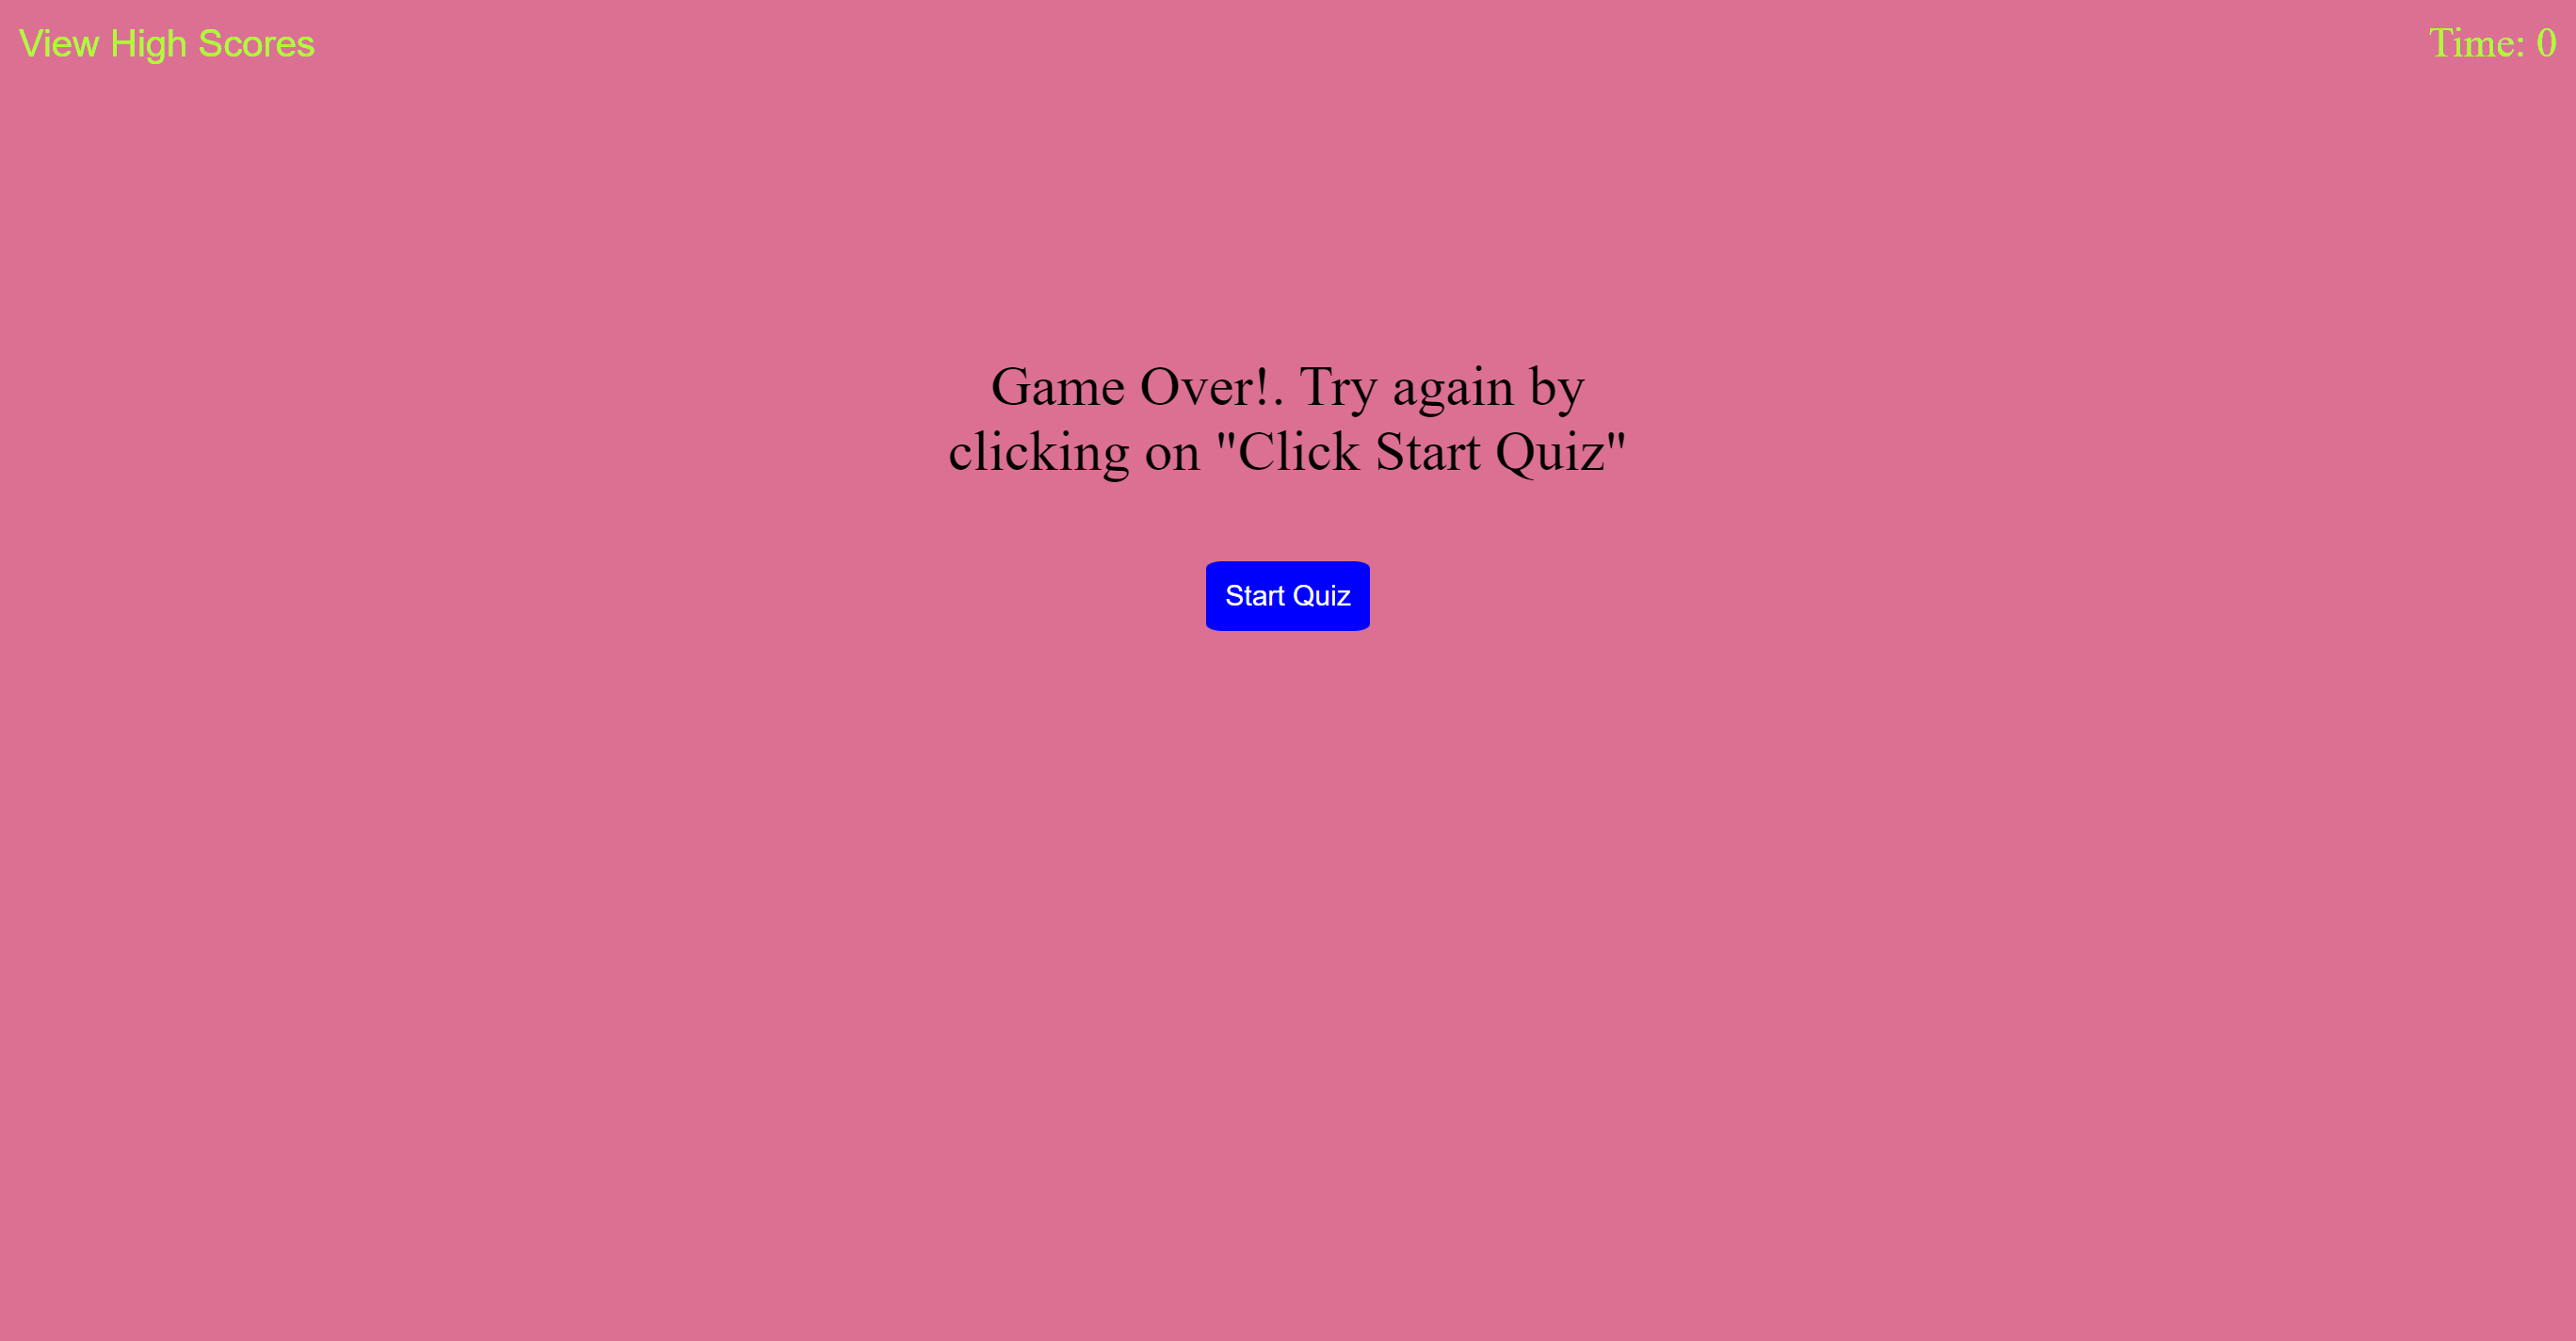 View High Scores
Time: 0
Game Over!. Try again by
clicking on "Click Start Quiz"
Start Quiz